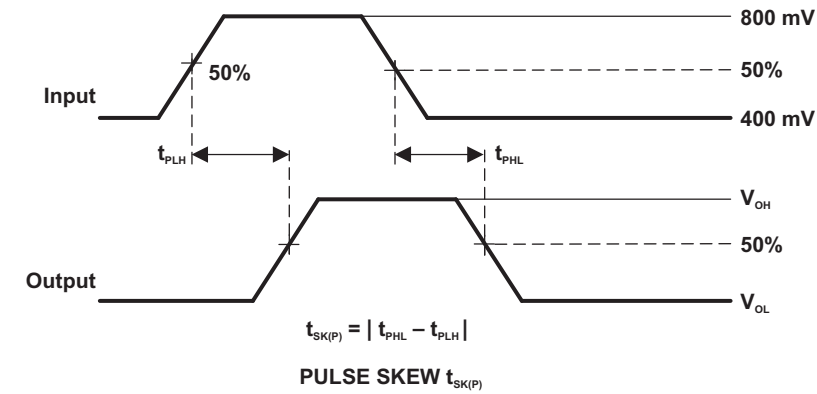 800 mV
50%
50%
Input
400 mV
tPLH
tPHL
VOH
50%
Output
VOL
tSK(P) = | tPHL – tPLH |
PULSE SKEW tSK(P)